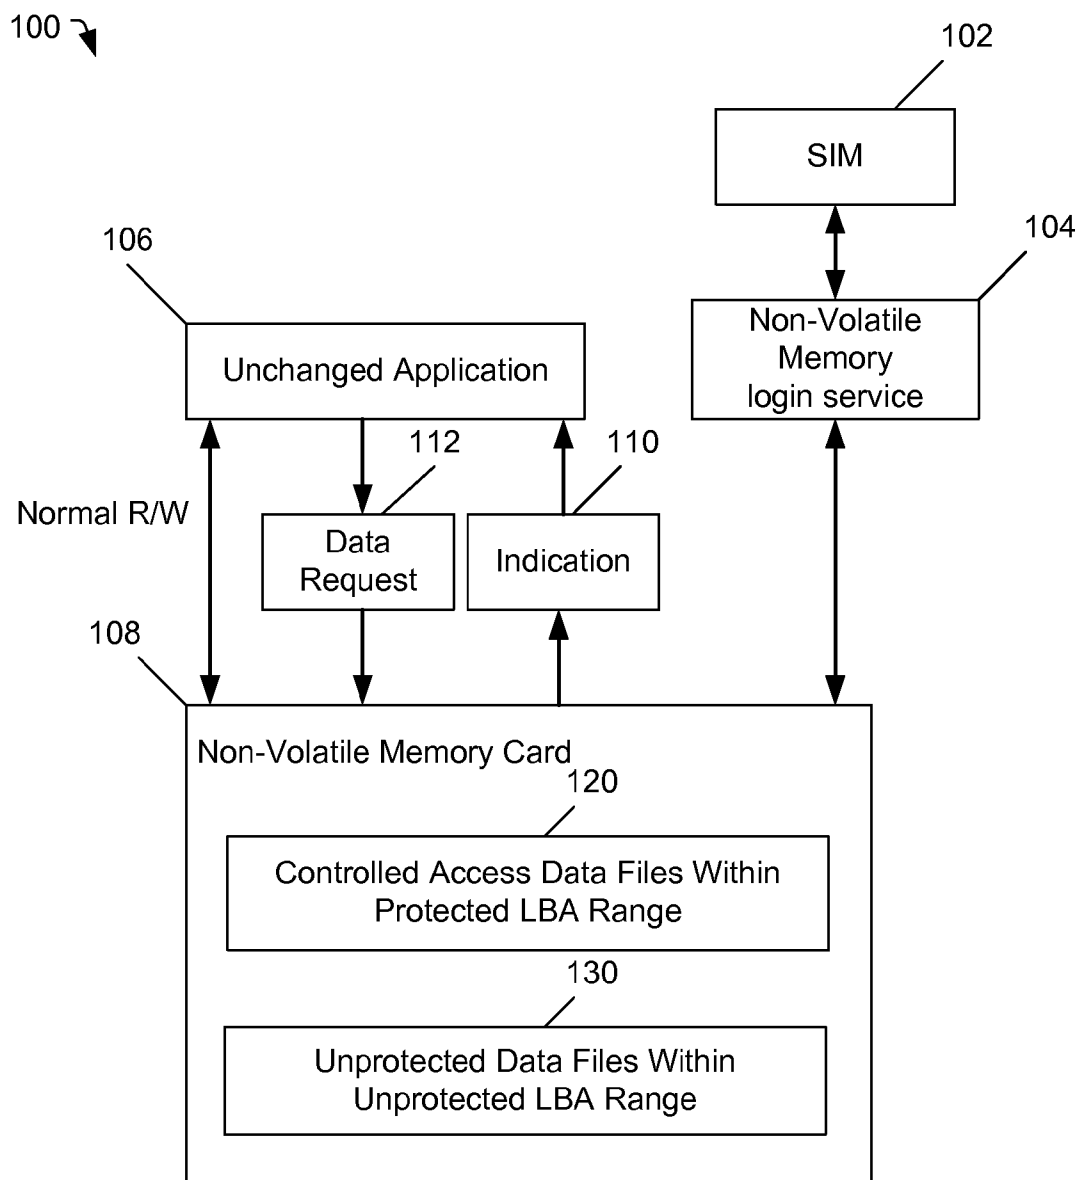 100
102
SIM
104
106
Non-Volatile
Memory
login service
Unchanged Application
112
110
Normal R/W
Data
Request
Indication
108
Non-Volatile Memory Card
120
Controlled Access Data Files Within
Protected LBA Range
130
Unprotected Data Files Within
Unprotected LBA Range